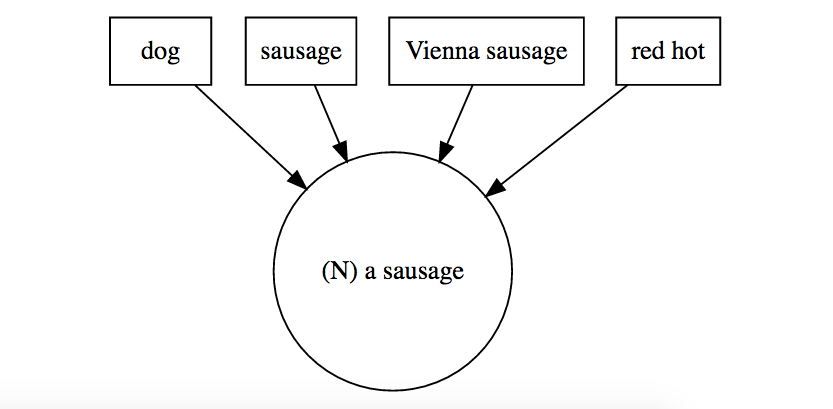 dog
sausage
Vienna sausage
red hot
(N) a sausage